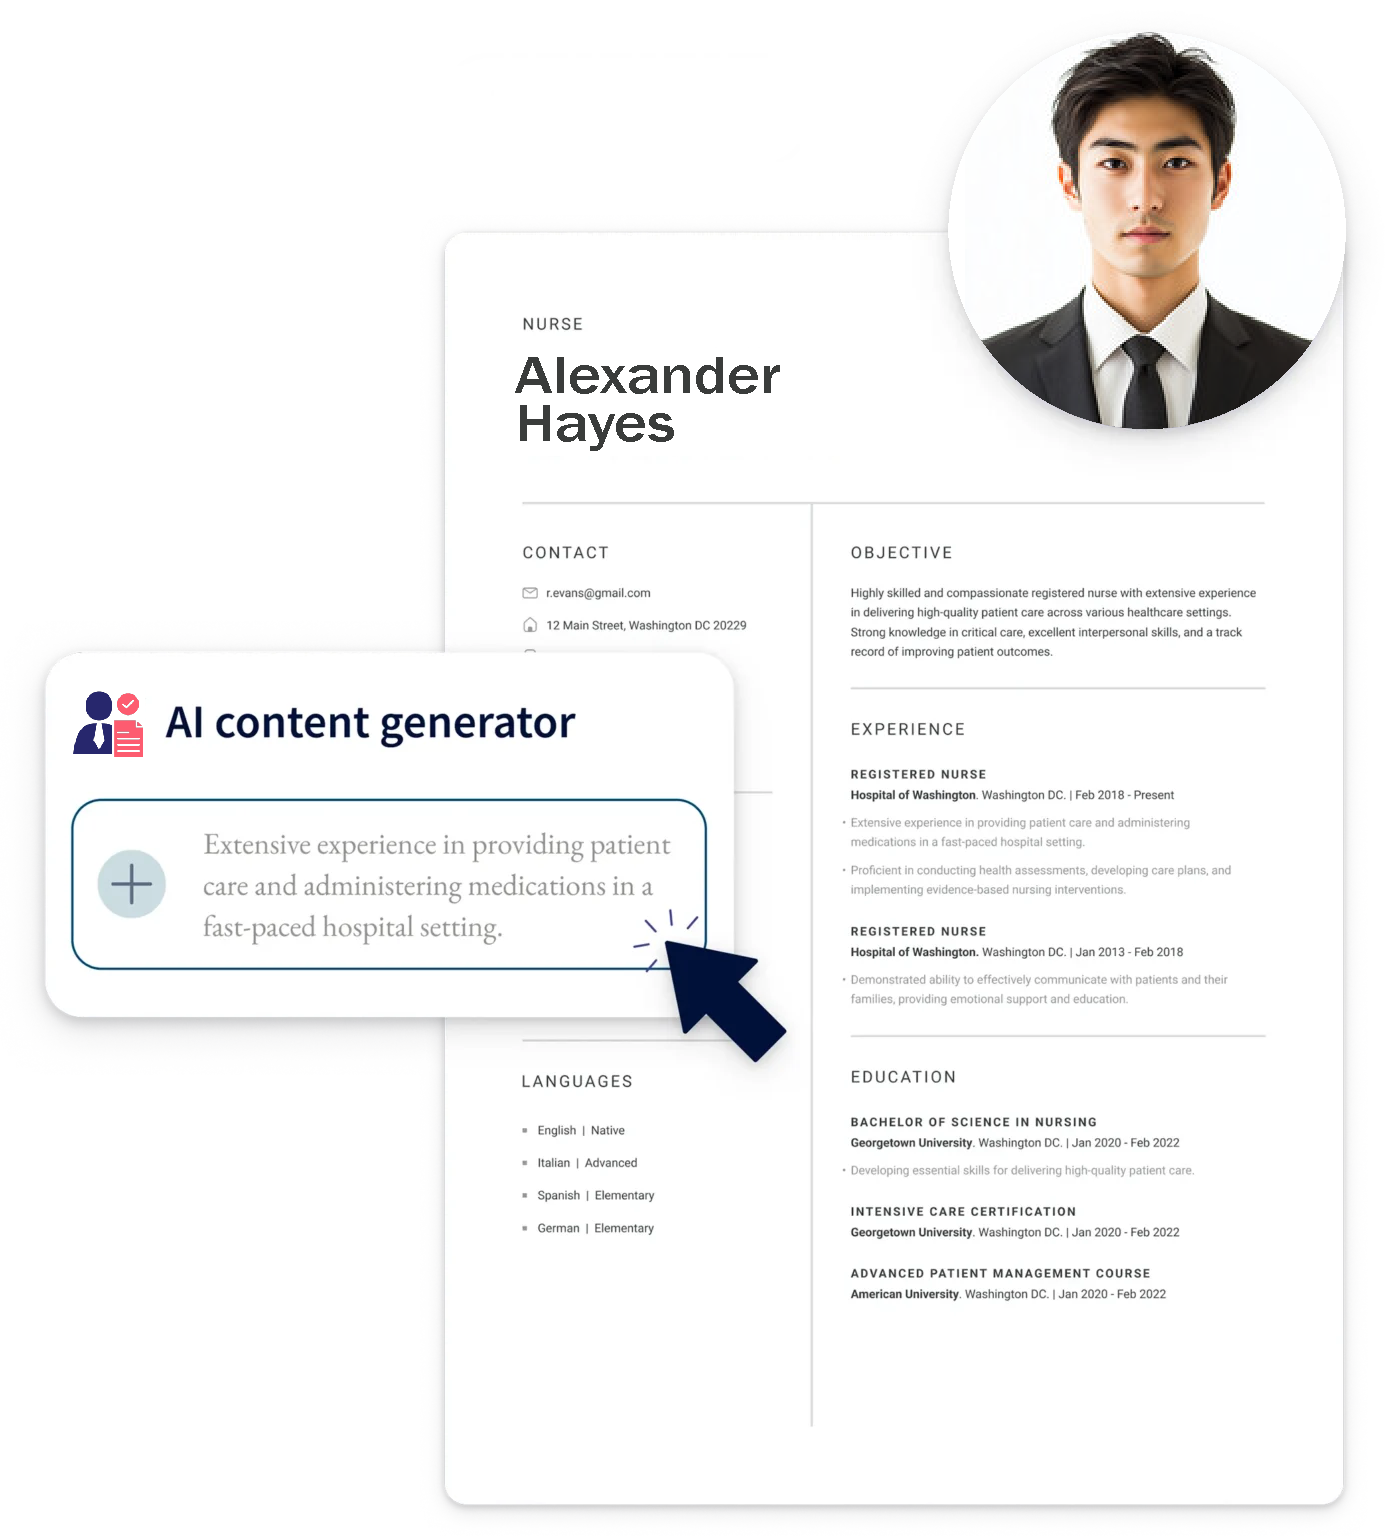 NURSE
Alexander
Hayes
CONTACT
r.evans@gmail.com
12 Main Street, Washington DC 20229
AI content generator
Extensive experience in providing patient
care and administering medications in a
fast-paced hospital setting.
LANGUAGES
English | Native
Italian | Advanced
Spanish | Elementary
German | Elementary
OBJECTIVE
Highly skilled and compassionate registered nurse with extensive experience
in delivering high-quality patient care across various healthcare settings.
Strong knowledge in critical care, excellent interpersonal skills, and a track
record of improving patient outcomes.
EXPERIENCE
REGISTERED NURSE
Hospital of Washington. Washington DC. | Feb 2018 - Present
• Extensive experience in providing patient care and administering
medications in a fast-paced hospital setting.
• Proficient in conducting health assessments, developing care plans, and
implementing evidence-based nursing interventions.
REGISTERED NURSE
Hospital of Washington. Washington DC. | Jan 2013 - Feb 2018
• Demonstrated ability to effectively communicate with patients and their
families, providing emotional support and education.
EDUCATION
BACHELOR OF SCIENCE IN NURSING
Georgetown University. Washington DC. | Jan 2020 - Feb 2022
• Developing essential skills for delivering high-quality patient care.
INTENSIVE CARE CERTIFICATION
Georgetown University. Washington DC. | Jan 2020 - Feb 2022
ADVANCED PATIENT MANAGEMENT COURSE
American University. Washington DC. | Jan 2020 - Feb 2022